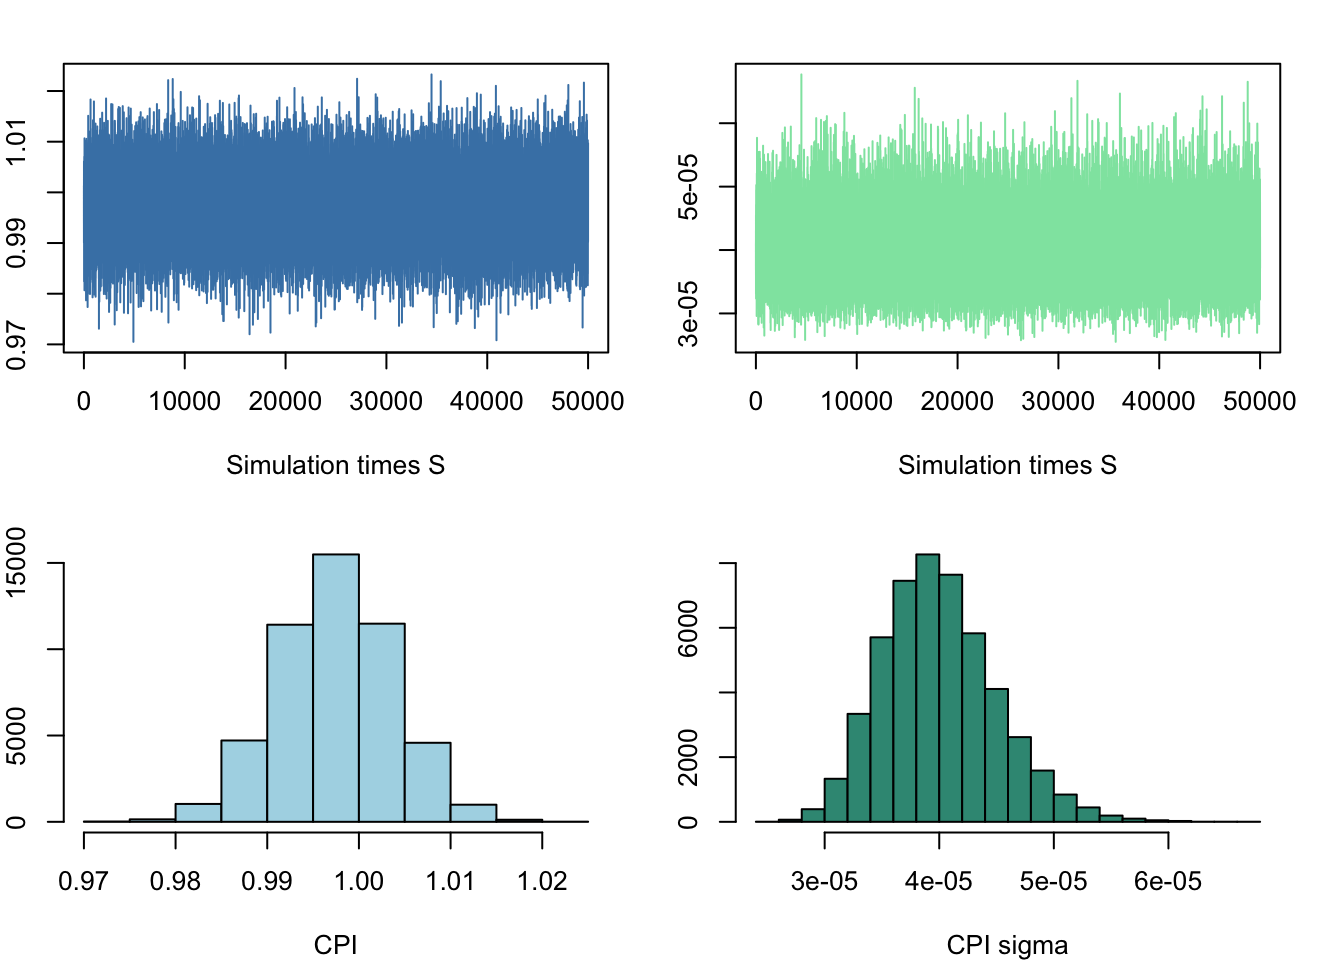 1.01
0.99
0.97
0 10000 20000 30000 40000 50000
Simulation times S
5e-05
3e-05
0 10000 20000 30000 40000 50000
Simulation times S
15000
5000
0
0.97 0.98 0.99 1.00 1.01 1.02
CPI
6000
2000
0
3e-05 4e-05 5e-05 6e-05
CPI sigma